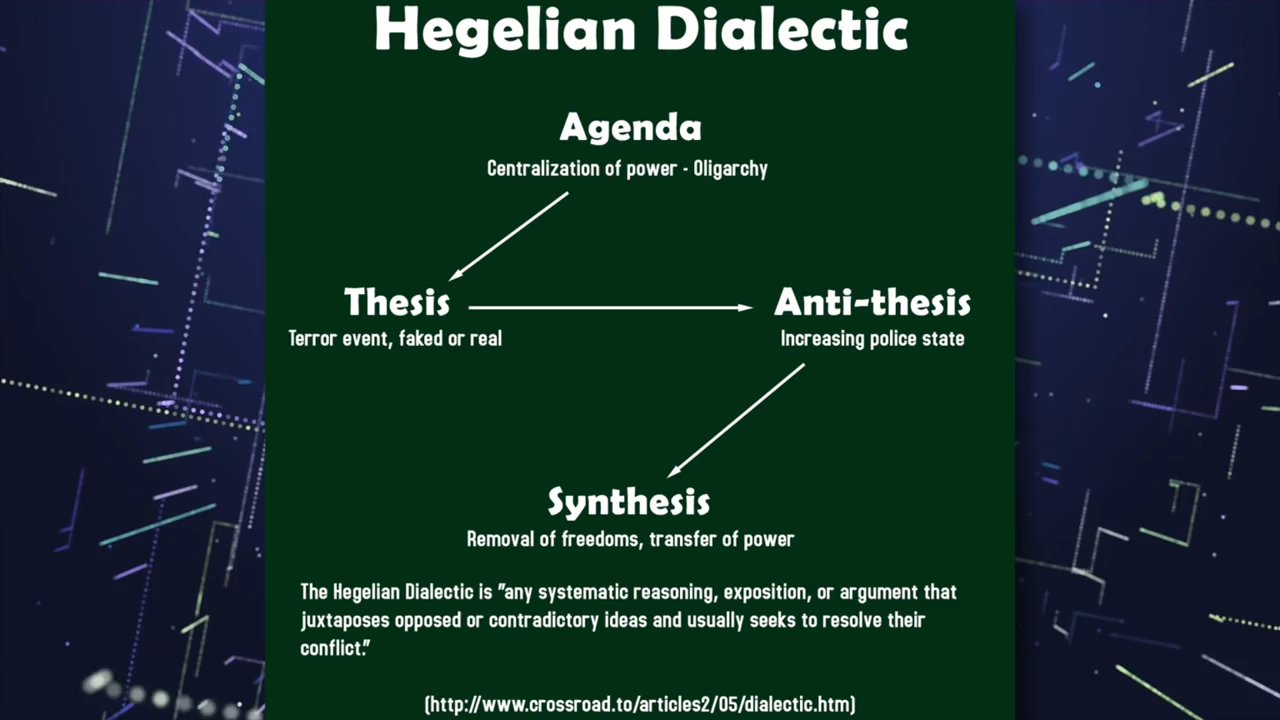 Hegelian Dialectic
Agenda
Centralization of power - Oligarchy
Thesis
Terror event, faked or real
Anti-thesis
Increasing police state
Synthesis
Removal of freedoms, transfer of power
The Hegelian Dialectic is "any systematic reasoning, exposition, or argument that
juxtaposes opposed or contradictory ideas and usually seeks to resolve their
conflict."
(http://www.crossroad.to/articles2/05/dialectic.htm)